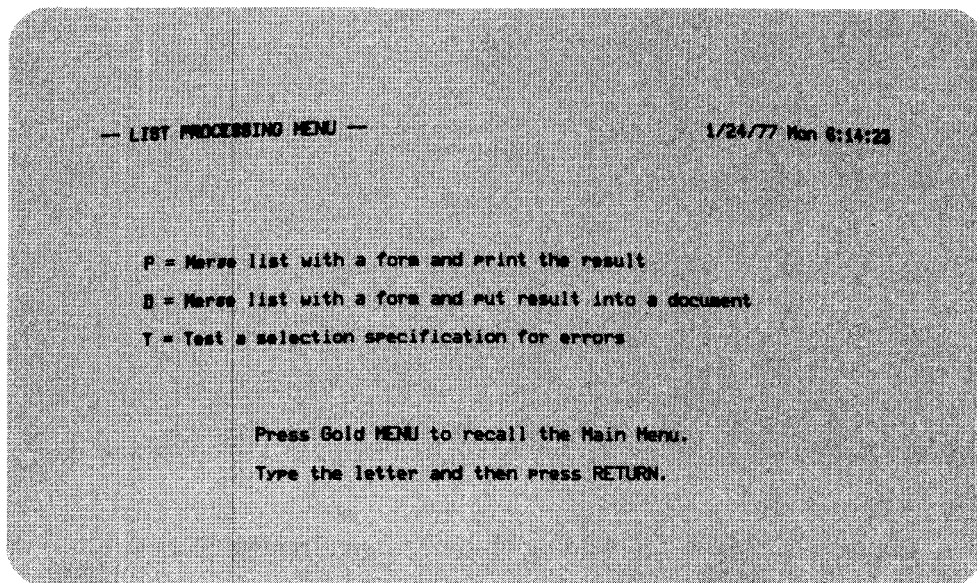 — LIST PROCESSING MENU — 1/24/77 Mon 6:14:23
P = Merge list with a form and print the result
D = Merge list with a form and put result into a document
T = Test a selection specification for errors
Press Gold MENU to recall the Main Menu.
Type the letter and then press RETURN.